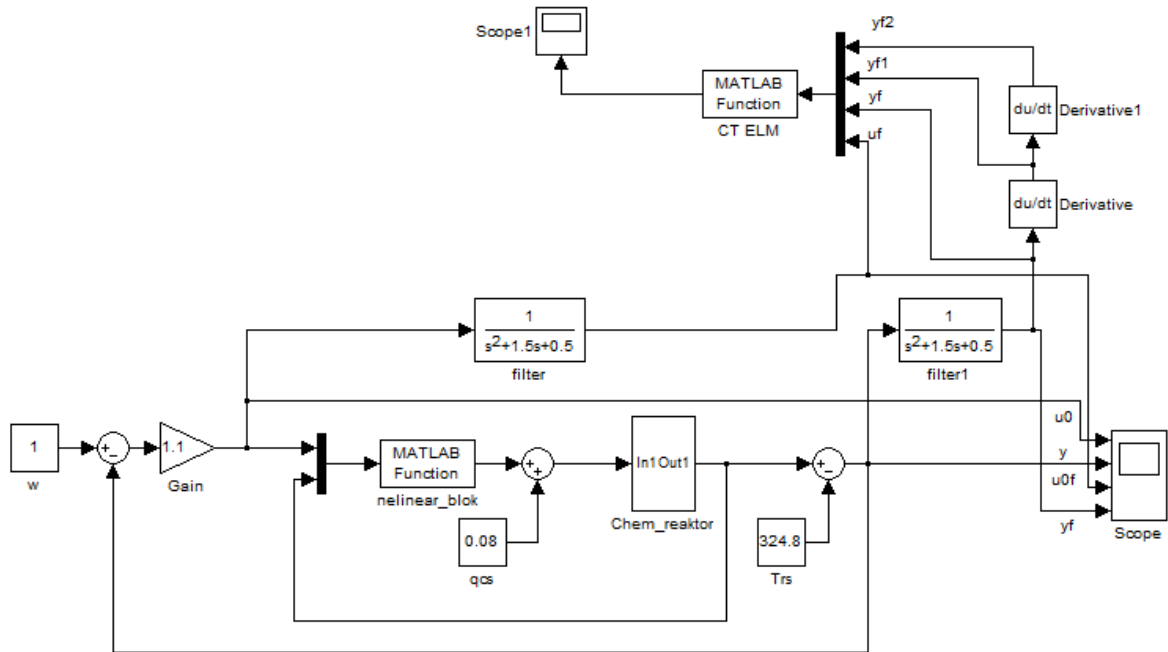 Scope1
yf2
yf1
MATLAB
Function
yf
CT ELM
uf
du/dt
Derivative1
du/dt
Derivative
1
s2+1.5s+0.5
filter
1
s2+1.5s+0.5
filter1
1
w
1.1
Gain
MATLAB
Function
nelinear_blok
0.08
qcs
In1Out1
Chem_reaktor
324.8
Trs
u0
y
u0f
yf
Scope